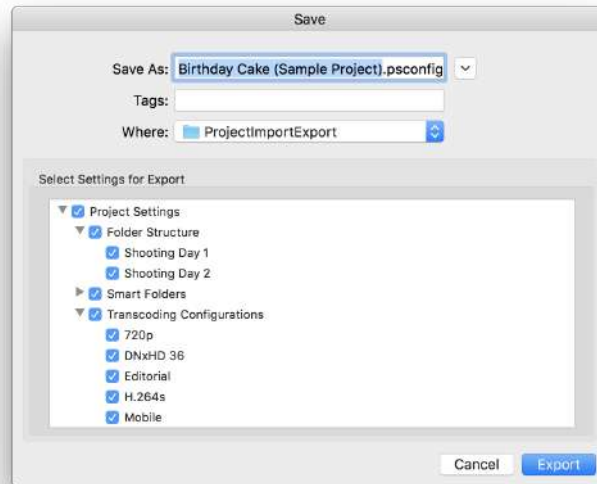 Save
Save As: Birthday Cake (Sample Project).psconfig
Tags:
Where: ProjectImportExport
Select Settings for Export
Project Settings
Folder Structure
Shooting Day 1
Shooting Day 2
Smart Folders
Transcoding Configurations
720p
DNxHD 36
Editorial
H.264s
Mobile
Cancel Export